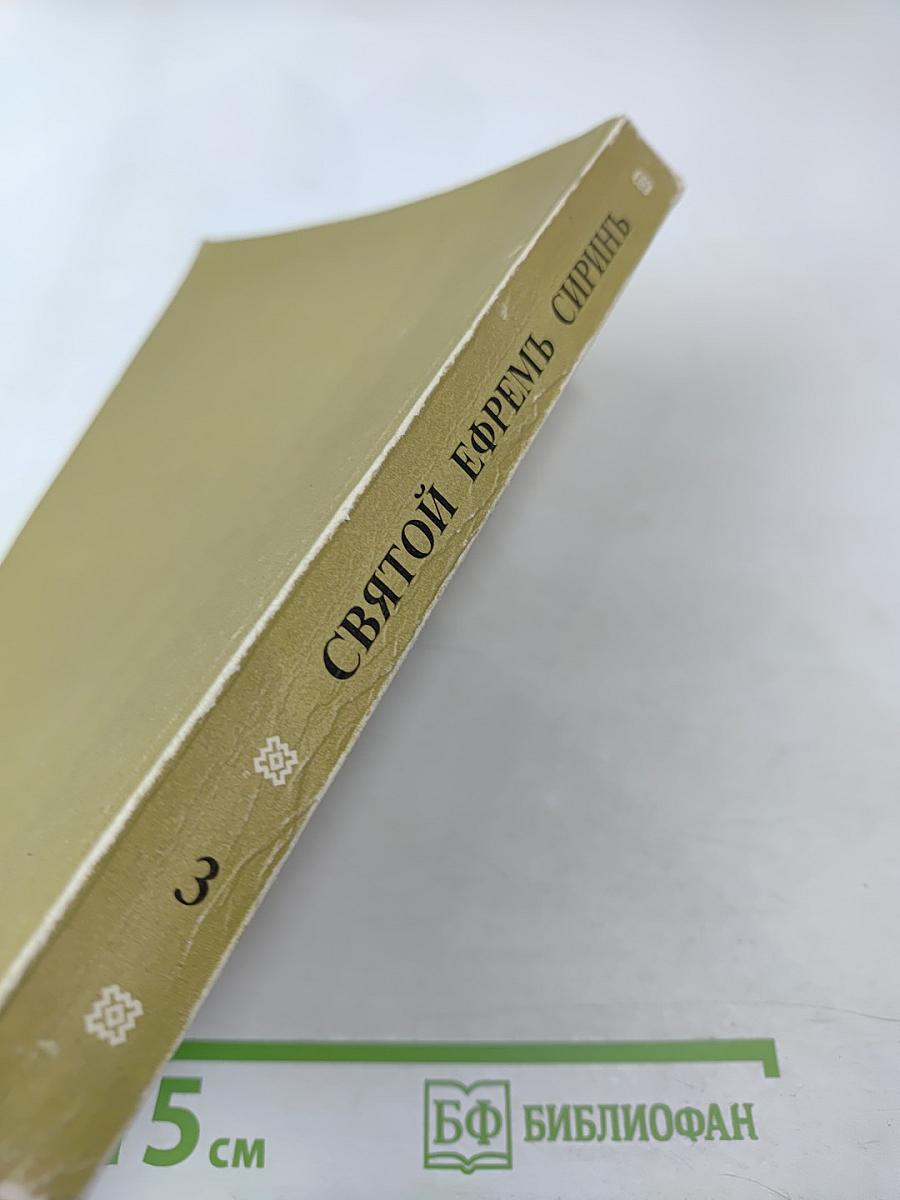 СВЯТОЙ ЕФРЕМЪ СИРИНЪ
3
15 см
БФ БИБЛИОФАН